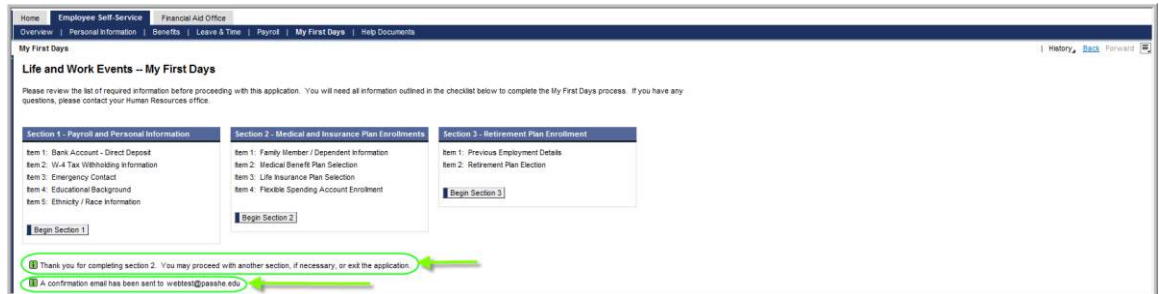 Home Employee Self-Service Financial Aid Office
Overview | Personal Information | Benefits | Leave & Time | Payroll | My First Days | Help Documents
My First Days | History Back Forward
Life and Work Events -- My First Days
Please review the list of required information before proceeding with this application. You will need all information outlined in the checklist below to complete the My First Days process. If you have any
questions, please contact your Human Resources office.
Section 1 - Payroll and Personal Information
Item 1: Bank Account - Direct Deposit
Item 2: W-4 Tax Withholding Information
Item 3: Emergency Contact
Item 4: Educational Background
Item 5: Ethnicity / Race Information
Begin Section 1
Section 2 - Medical and Insurance Plan Enrollments
Item 1: Family Member / Dependent Information
Item 2: Medical Benefit Plan Selection
Item 3: Life Insurance Plan Selection
Item 4: Flexible Spending Account Enrollment
Begin Section 2
Section 3 - Retirement Plan Enrollment
Item 1: Previous Employment Details
Item 2: Retirement Plan Election
Begin Section 3
Thank you for completing section 2. You may proceed with another section, if necessary, or exit the application.
A confirmation email has been sent to webtest@passhe.edu